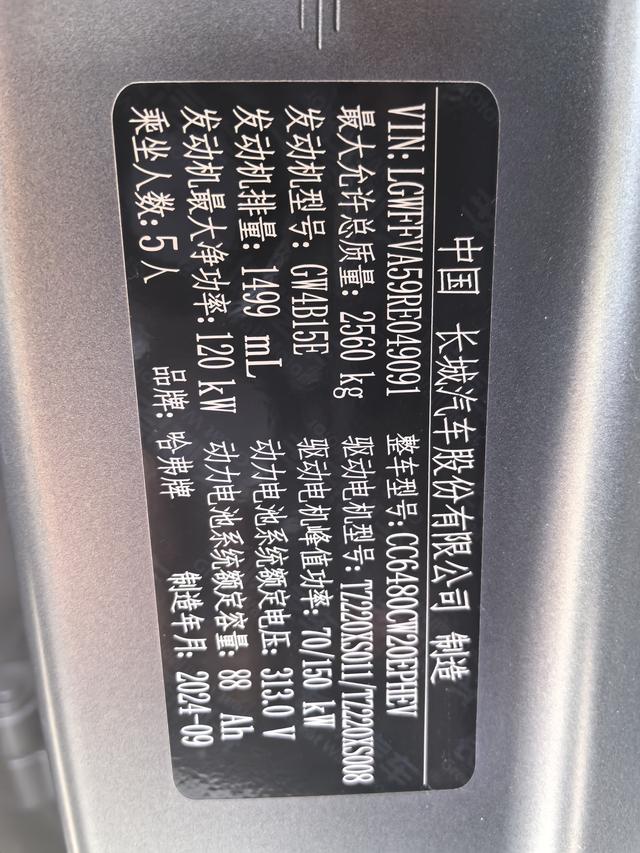 中国 长城汽车股份有限公司 制造
VIN: LGWFFVA59RE049091 整车型号: CC6480CW20EPHEV
最大允许总质量: 2560 kg 驱动电机型号: TZ220XS011/TZ220XS008
发动机型号: GW4B15E 驱动电机峰值功率: 70/150 kW
发动机排量: 1499 mL 动力电池系统额定电压: 313.0 V
发动机最大净功率: 120 kW 动力电池系统额定容量: 88 Ah
乘坐人数: 5人 品牌: 哈弗牌 制造年月: 2024-09